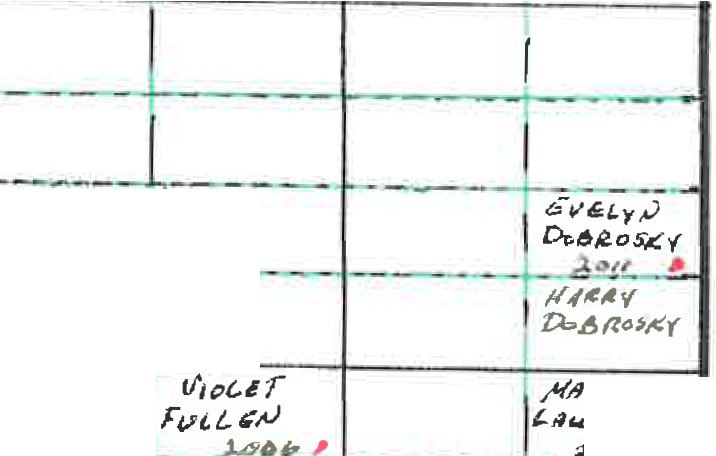 EVELYN
DOBROSKY
2011
HARRY
DOBROSKY
VIOLET
FULLEN
2006
MA
LAU